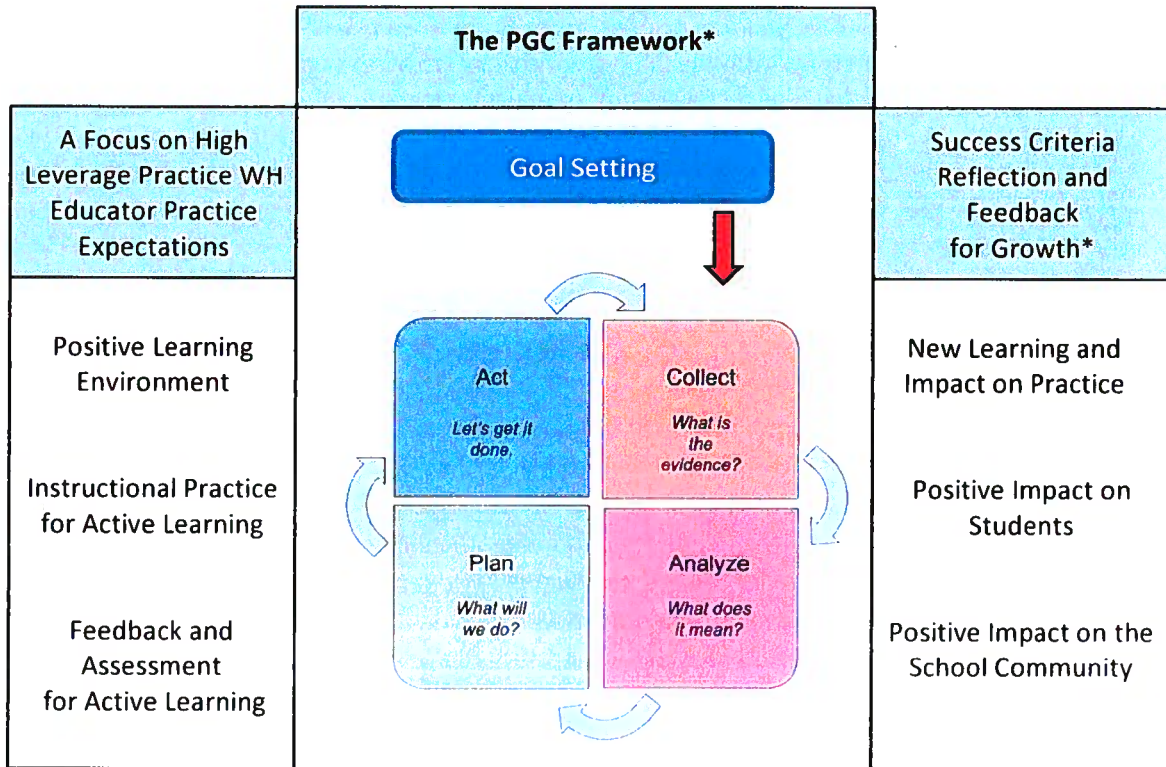 The PGC Framework*
A Focus on High
Leverage Practice WH
Educator Practice
Expectations
Positive Learning
Environment
Instructional Practice
for Active Learning
Feedback and
Assessment
for Active Learning
Goal Setting
Act
Let's get it
done.
Collect
What is
the
evidence?
Plan
What will
we do?
Analyze
What does
it mean?
Success Criteria
Reflection and
Feedback
for Growth*
New Learning and
Impact on Practice
Positive Impact on
Students
Positive Impact on the
School Community